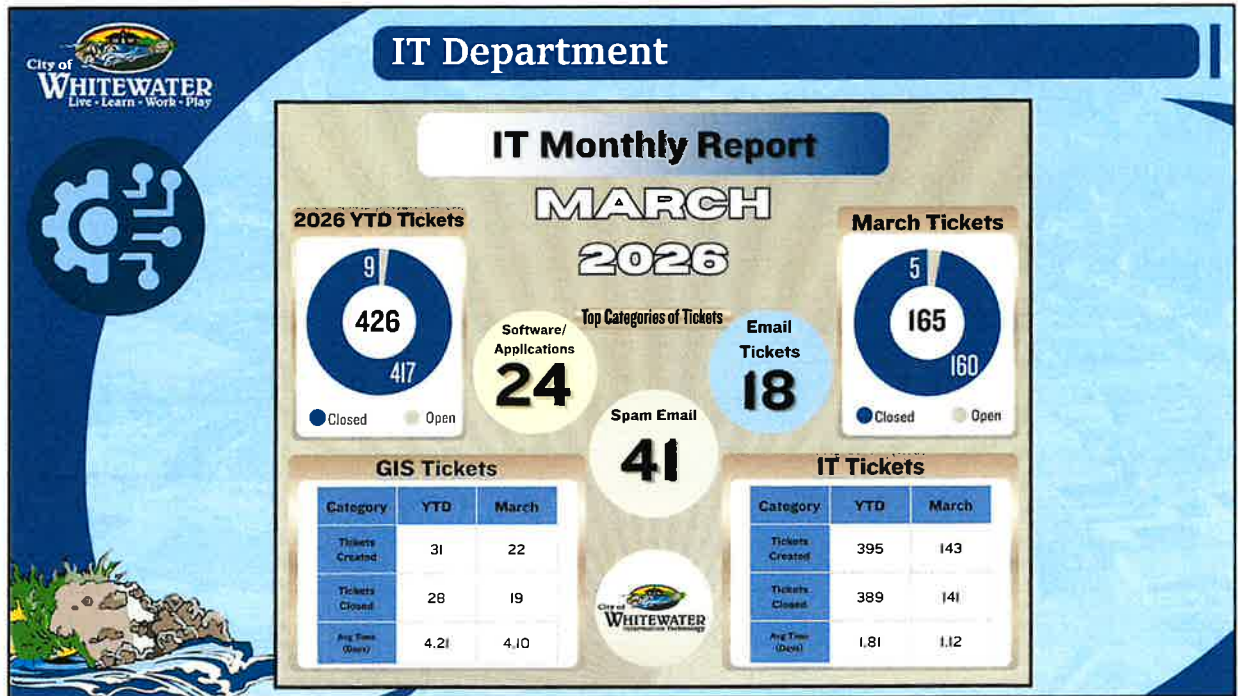 City of
WHITEWATER
Live - Learn - Work - Play
IT Department
IT Monthly Report
MARCH
2026
2026 YTD Tickets
9
426
417
Closed
Open
March Tickets
5
165
160
Closed
Open
Top Categories of Tickets
Software/
Applications
24
Email
Tickets
18
Spam Email
41
GIS Tickets
Category YTD March
Tickets
Created
31 22
Tickets
Closed
28 19
Avg Time
(Days)
4.21 4.10
IT Tickets
Category YTD March
Tickets
Created
395 143
Tickets
Closed
389 141
Avg Time
(Days)
1.81 1.12
City of
WHITEWATER
Information Technology